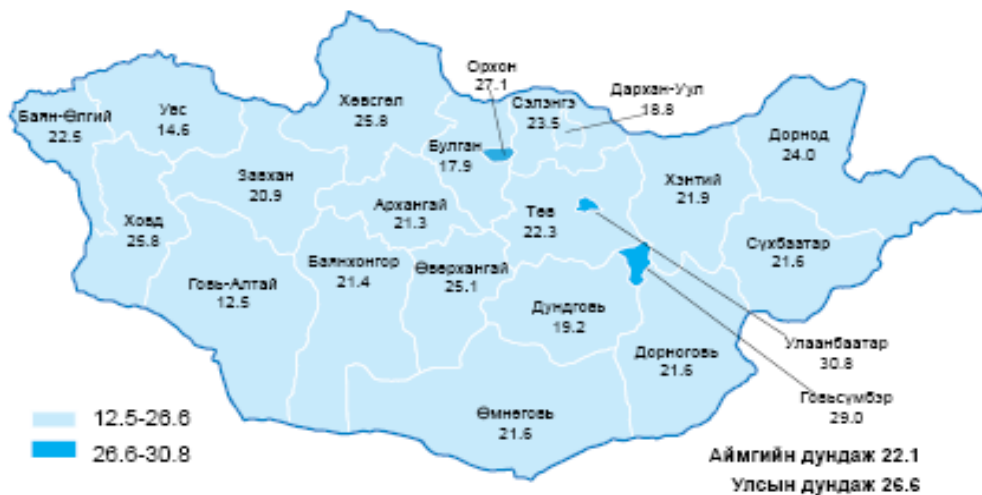 Орхон
27.1
Сэлэнгэ
23.5
Дархан-Уул
18.8
Хөвсгөл
25.8
Увс
14.6
Баян-Өлгий
22.5
Дорнод
24.0
Булган
17.9
Завхан
20.9
Хэнтий
21.9
Архангай
21.3
Төв
22.3
Ховд
25.8
Сүхбаатар
21.6
Баянхонгор
21.4
Өвөрхангай
25.1
Говь-Алтай
12.5
Дундговь
19.2
Улаанбаатар
30.8
Дорноговь
21.6
Говьсүмбэр
29.0
Өмнөговь
21.6
12.5-26.6
26.6-30.8
Аймгийн дундаж 22.1
Улсын дундаж 26.6